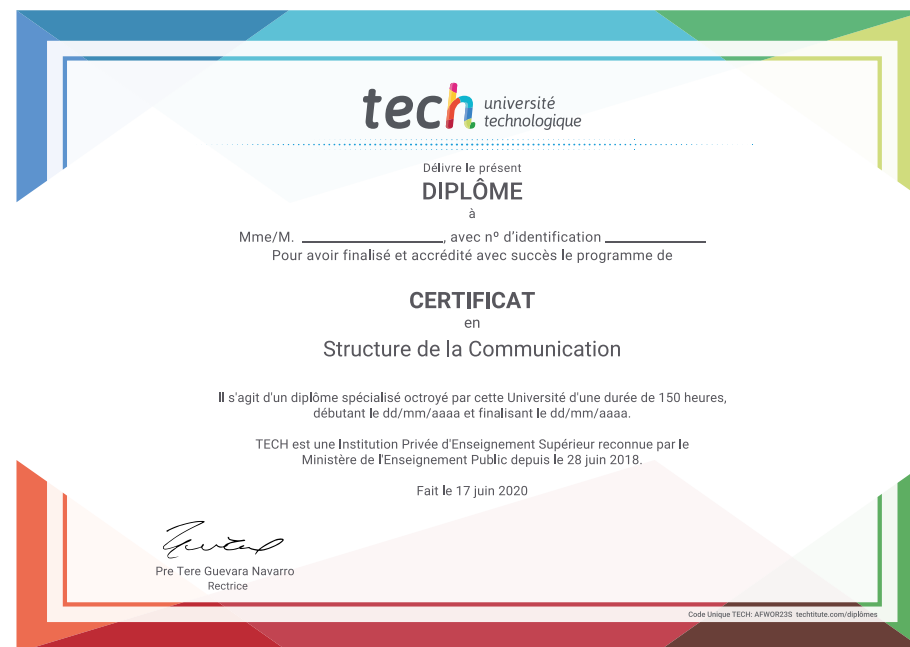 tech université
technologique
Délivre le présent
DIPLÔME
à
Mme/M. ____________________, avec nº d'identification ______________
Pour avoir finalisé et accrédité avec succès le programme de
CERTIFICAT
en
Structure de la Communication
Il s'agit d'un diplôme spécialisé octroyé par cette Université d'une durée de 150 heures,
débutant le dd/mm/aaaa et finalisant le dd/mm/aaaa.
TECH est une Institution Privée d'Enseignement Supérieur reconnue par le
Ministère de l'Enseignement Public depuis le 28 juin 2018.
Fait le 17 juin 2020
Pre Tere Guevara Navarro
Rectrice
Code Unique TECH: AFWOR23S techtitute.com/diplômes